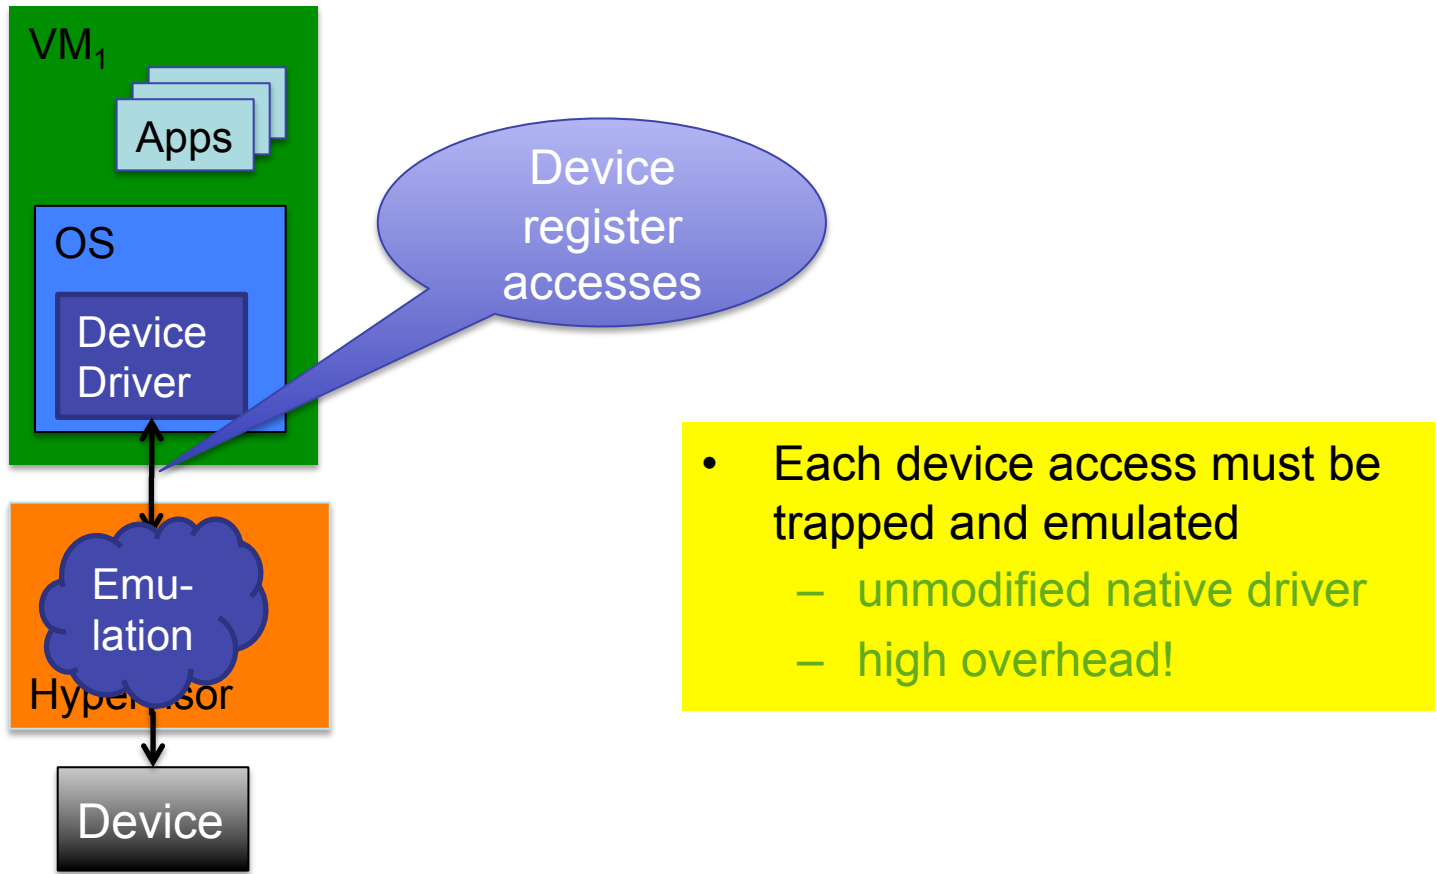 VM₁
Apps
OS
Device
Driver
Device
register
accesses
Emu-
lation
Hypervisor
Device
• Each device access must be
trapped and emulated
– unmodified native driver
– high overhead!